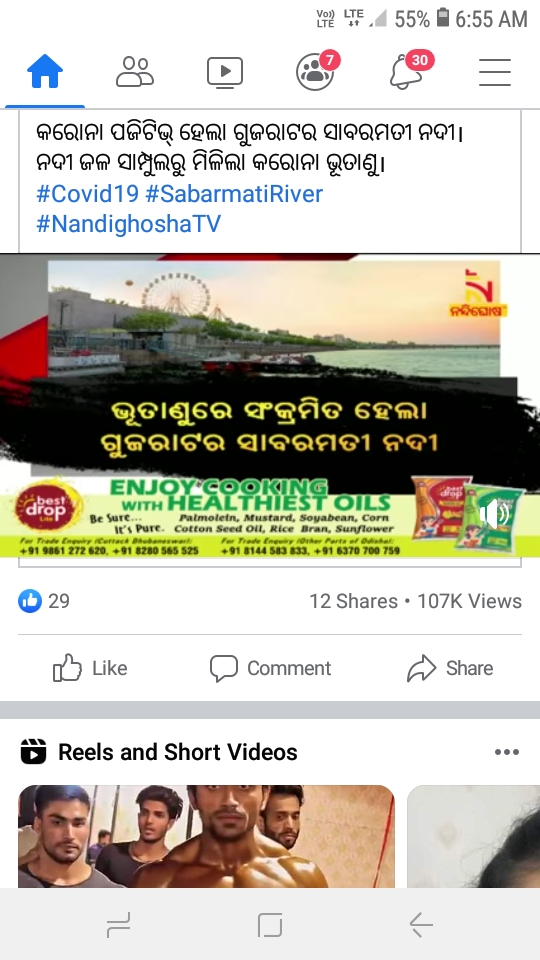 Vo)) LTE LTE 55% 6:55 AM
7 30
କରୋନା ପଜିଟିଭ୍ ହେଲା ଗୁଜରାଟର ସାବରମତୀ ନଦୀ।
ନଦୀ ଜଳ ସାମ୍ପୁଲରୁ ମିଳିଲା କରୋନା ଭୂତାଣୁ।
#Covid19 #SabarmatiRiver
#NandighoshaTV
ନନ୍ଦିଘୋଷ
ଭୂତାଣୁରେ ସଂକ୍ରମିତ ହେଲା
ଗୁଜରାଟର ସାବରମତୀ ନଦୀ
best drop Lite
ENJOY COOKING
WITH HEALTHIEST OILS
Be Sure... Palmolein, Mustard, Soyabean, Corn
It's Pure. Cotton Seed Oil, Rice Bran, Sunflower
best drop
For Trade Enquiry (Cuttack Bhubaneswar): For Trade Enquiry (Other Parts of Odisha):
+91 9861 272 620, +91 8280 565 525 +91 8144 583 833, +91 6370 700 759
29 12 Shares • 107K Views
Like Comment Share
Reels and Short Videos